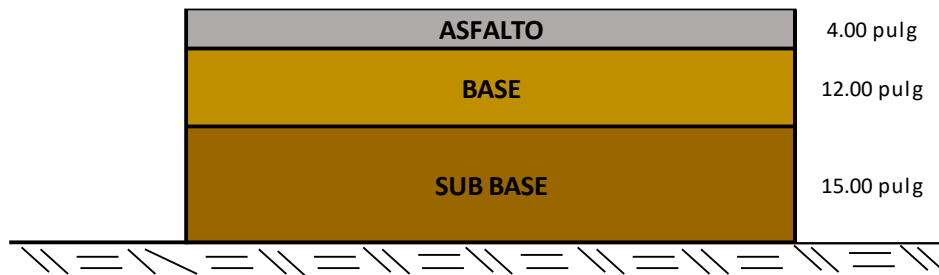 ASFALTO 4.00 pulg
BASE 12.00 pulg
SUB BASE 15.00 pulg